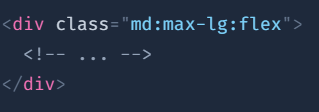 <div class="md:max-lg:flex">
<!-- ... -->
</div>